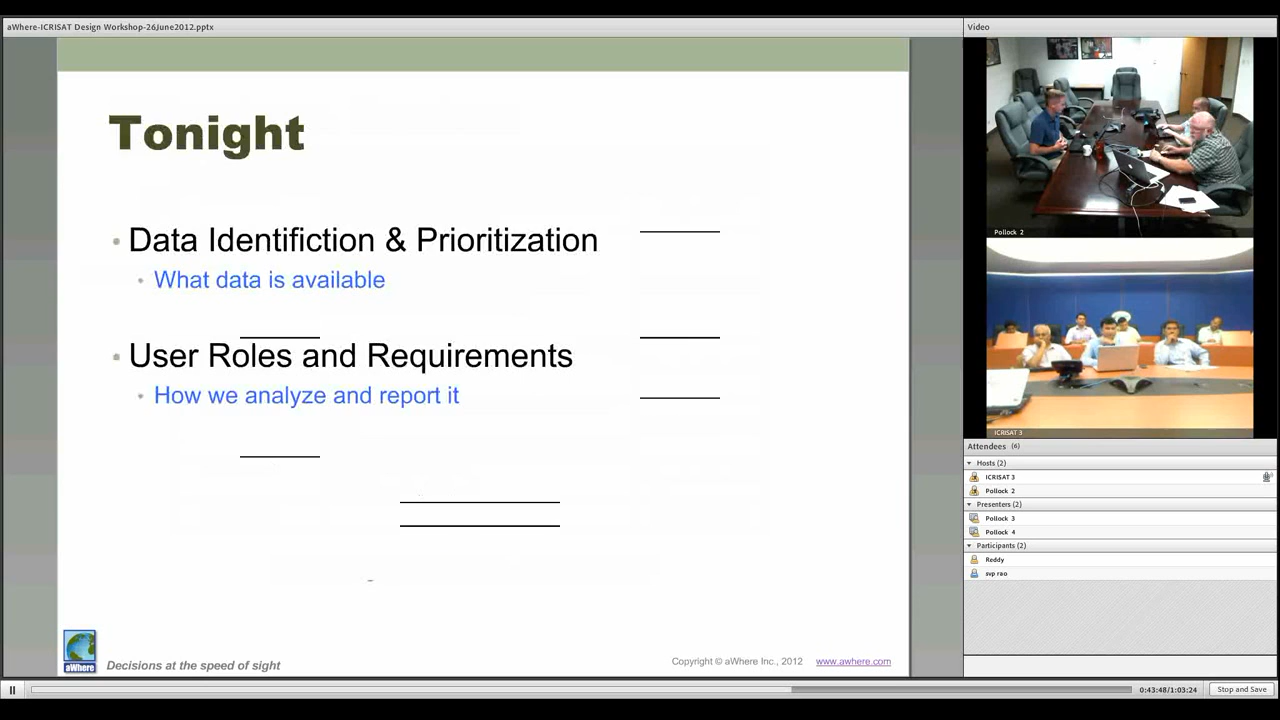 aWhere-ICRISAT Design Workshop-26June2012.pptx
Video
Tonight
Data Identifiction & Prioritization
What data is available
User Roles and Requirements
How we analyze and report it
aWhere
Decisions at the speed of sight
Copyright © aWhere Inc., 2012 www.awhere.com
Pollock 2
ICRISAT 3
Attendees (6)
Hosts (2)
ICRISAT 3
Pollock 2
Presenters (2)
Pollock 3
Pollock 4
Participants (2)
Reddy
svp rao
0:43:48/1:03:24
Stop and Save